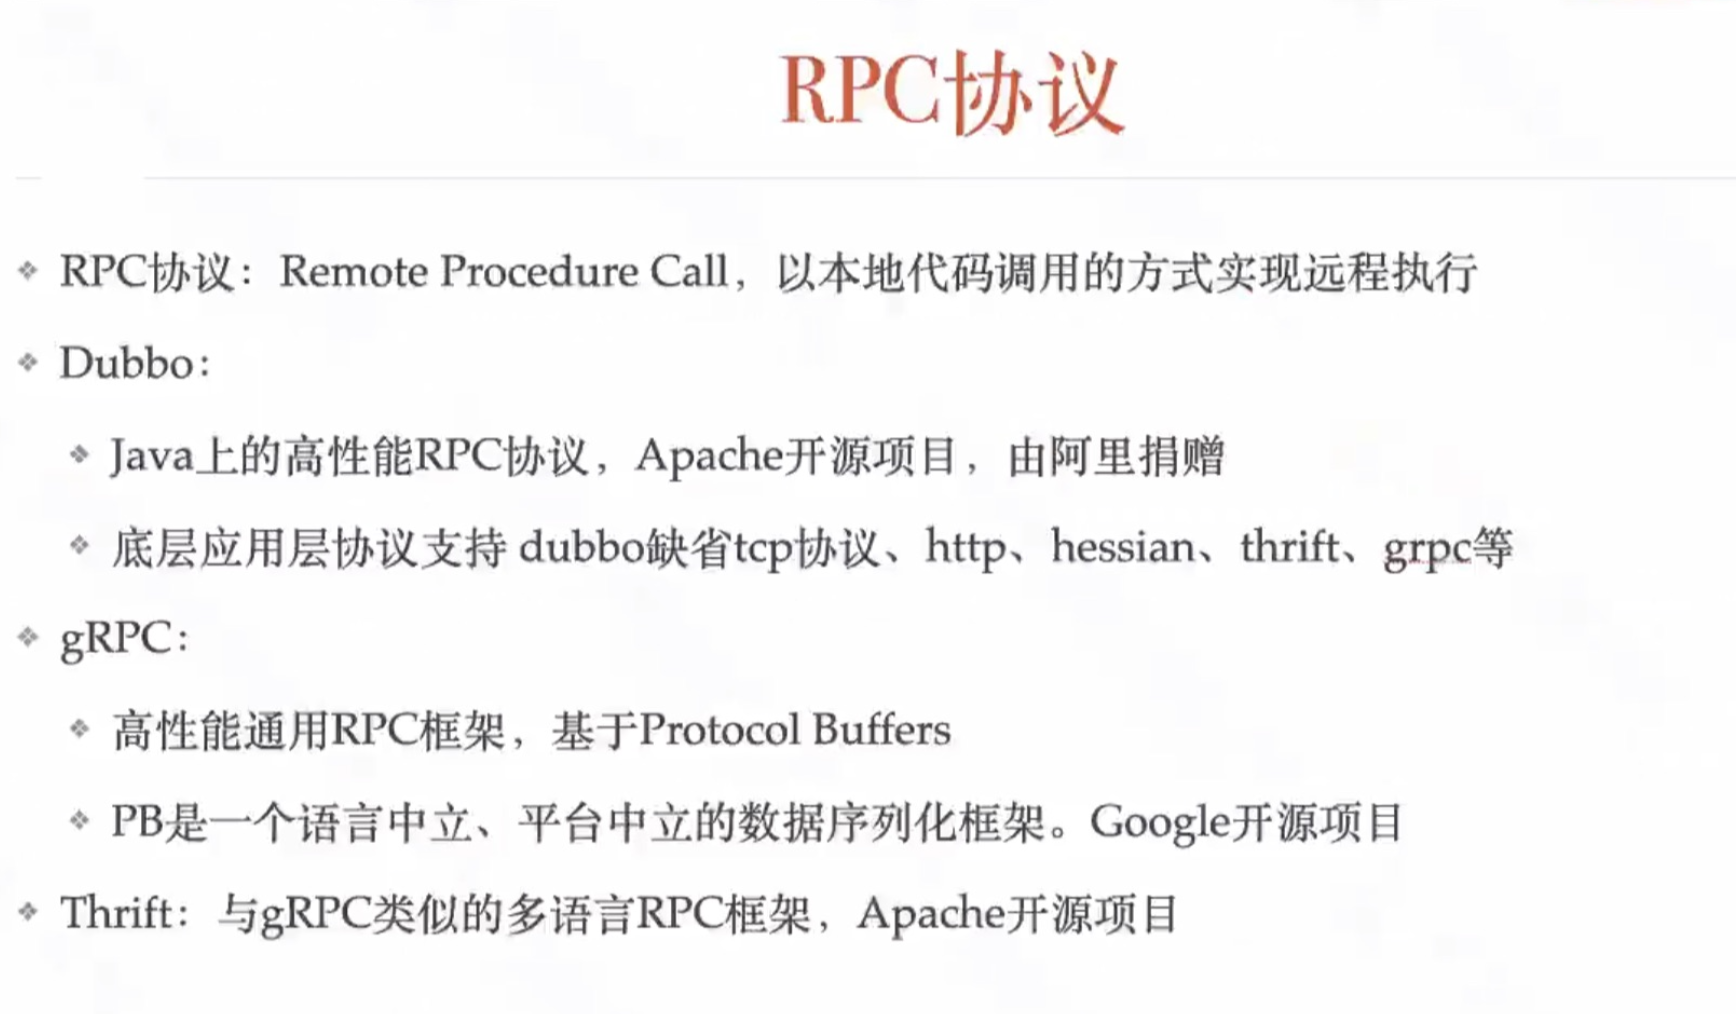 RPC协议
RPC协议：Remote Procedure Call，以本地代码调用的方式实现远程执行
Dubbo：
Java上的高性能RPC协议，Apache开源项目，由阿里捐赠
底层应用层协议支持 dubbo缺省tcp协议、http、hessian、thrift、grpc等
gRPC：
高性能通用RPC框架，基于Protocol Buffers
PB是一个语言中立、平台中立的数据序列化框架。Google开源项目
Thrift：与gRPC类似的多语言RPC框架，Apache开源项目